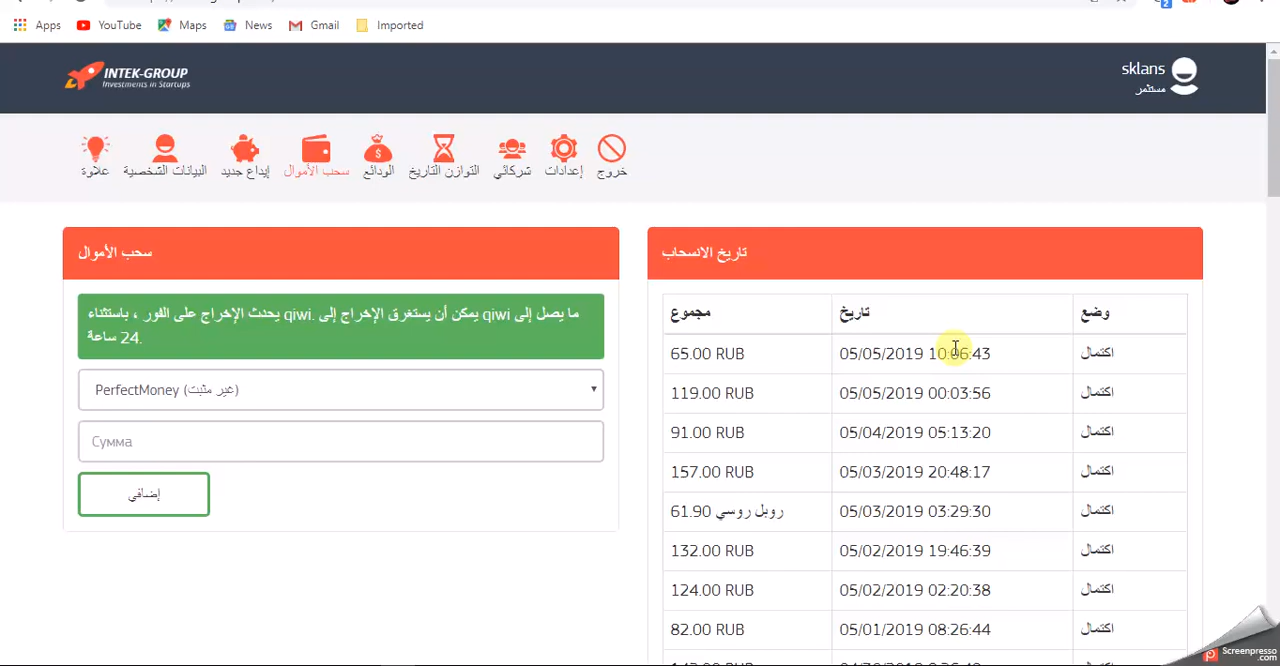 Apps YouTube Maps News Gmail Imported
INTEK-GROUP
Investments in Startups
sklans
مستثمر
علاوة البيانات الشخصية إيداع جديد سحب الأموال الودائع التوازن التاريخ شركائي إعدادات خروج
سحب الأموال
يحدث الإخراج على الفور ، باستثناء qiwi. يمكن أن يستغرق الإخراج إلى qiwi ما يصل إلى
24 ساعة.
PerfectMoney (غير مثبت)
Сумма
إضافي
تاريخ الانسحاب
مجموع تاريخ وضع
65.00 RUB 05/05/2019 10:06:43 اكتمال
119.00 RUB 05/05/2019 00:03:56 اكتمال
91.00 RUB 05/04/2019 05:13:20 اكتمال
157.00 RUB 05/03/2019 20:48:17 اكتمال
61.90 روبل روسي 05/03/2019 03:29:30 اكتمال
132.00 RUB 05/02/2019 19:46:39 اكتمال
124.00 RUB 05/02/2019 02:20:38 اكتمال
82.00 RUB 05/01/2019 08:26:44 اكتمال
Screenpresso
.com